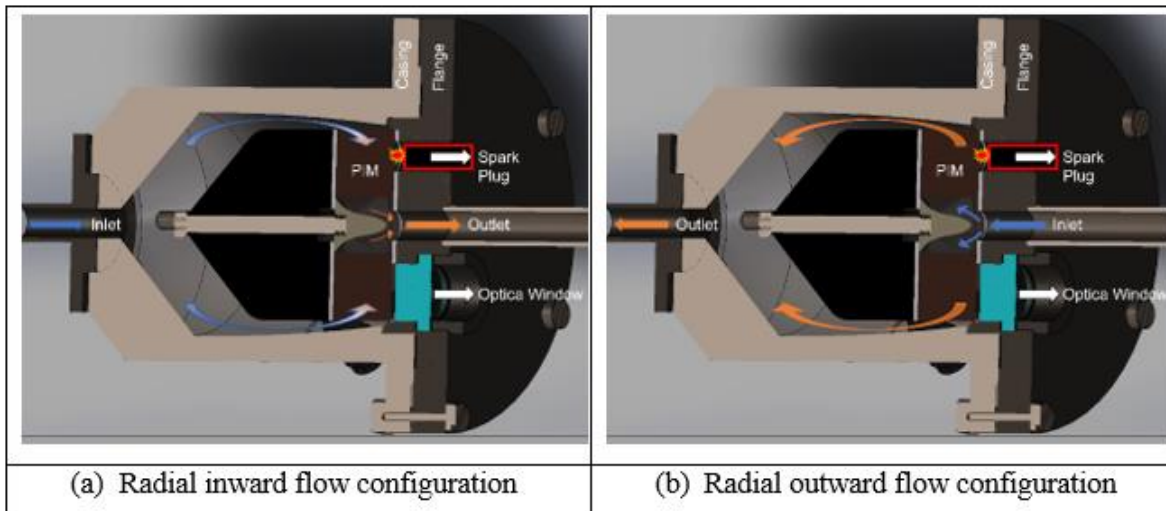 Casing
Flange
PIM
Spark
Plug
Inlet
Outlet
Optica Window
Casing
Flange
PIM
Spark
Plug
Outlet
Inlet
Optica Window
(a) Radial inward flow configuration
(b) Radial outward flow configuration